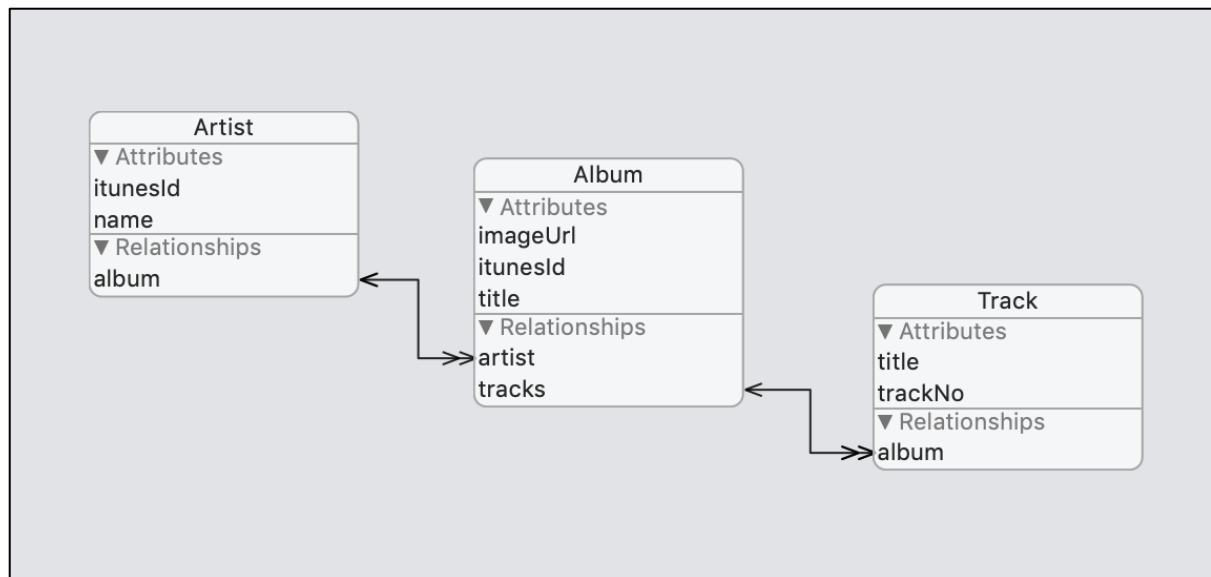 Artist
▼ Attributes
itunesId
name
▼ Relationships
album
Album
▼ Attributes
imageUrl
itunesId
title
▼ Relationships
artist
tracks
Track
▼ Attributes
title
trackNo
▼ Relationships
album